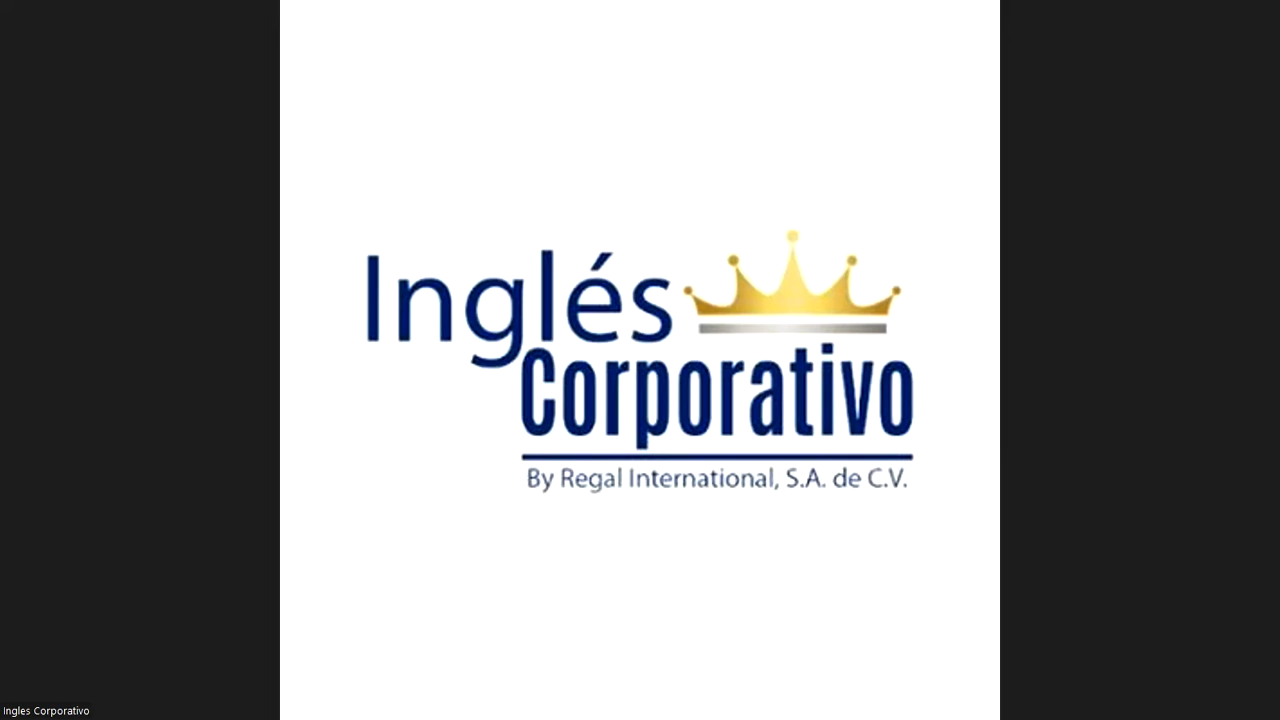 Inglés
Corporativo
By Regal International, S.A. de C.V.
Ingles Corporativo